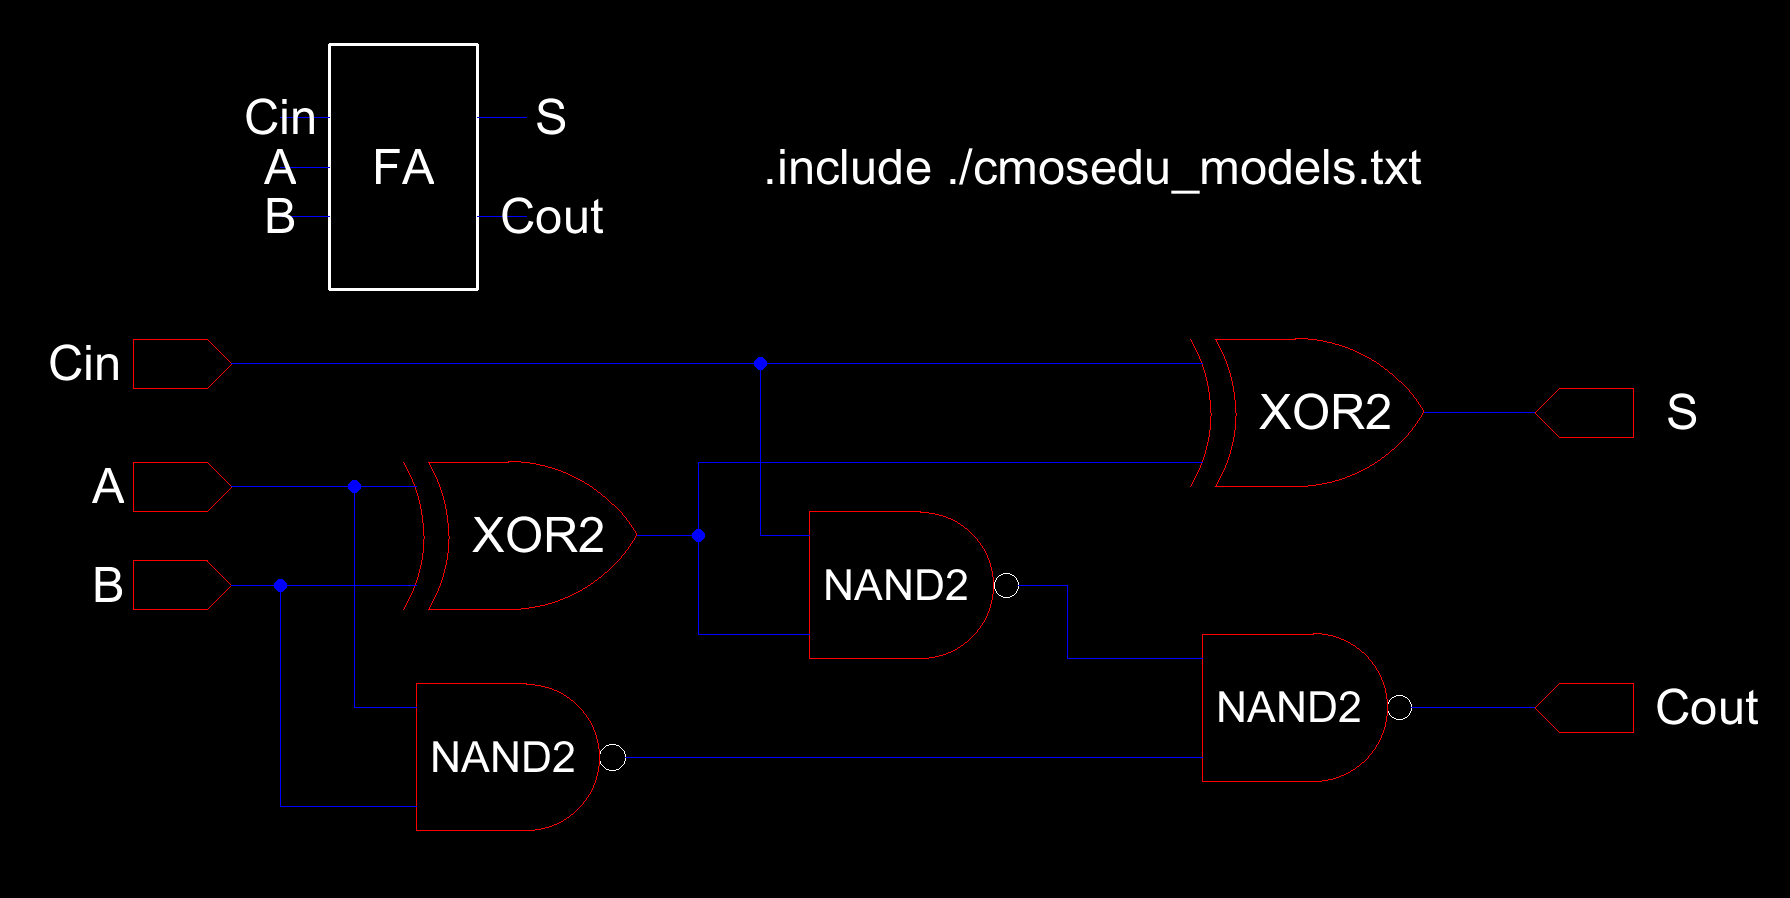 Cin
S
A
FA
.include ./cmosedu_models.txt
B
Cout
Cin
XOR2
S
A
XOR2
B
NAND2
NAND2
Cout
NAND2